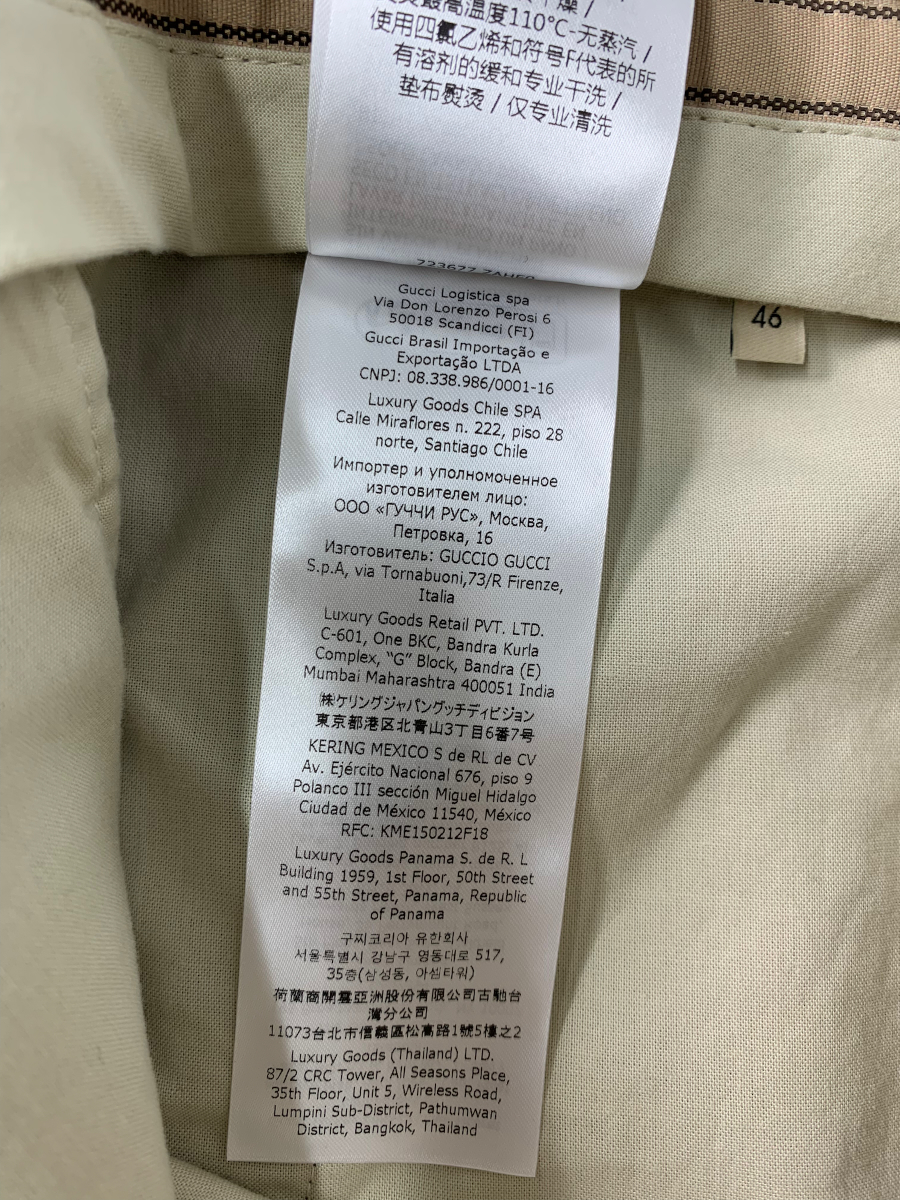 最高温度110°C-无蒸汽 /
使用四氯乙烯和符号F代表的所
有溶剂的缓和专业干洗 /
垫布熨烫 / 仅专业清洗
46
Gucci Logistica spa
Via Don Lorenzo Perosi 6
50018 Scandicci (FI)
Gucci Brasil Importação e
Exportação LTDA
CNPJ: 08.338.986/0001-16
Luxury Goods Chile SPA
Calle Miraflores n. 222, piso 28
norte, Santiago Chile
Импортер и уполномоченное
изготовителем лицо:
ООО «ГУЧЧИ РУС», Москва,
Петровка, 16
Изготовитель: GUCCIO GUCCI
S.p.A, via Tornabuoni,73/R Firenze,
Italia
Luxury Goods Retail PVT. LTD.
C-601, One BKC, Bandra Kurla
Complex, “G” Block, Bandra (E)
Mumbai Maharashtra 400051 India
㈱ケリングジャパングッチディビジョン
東京都港区北青山3丁目6番7号
KERING MEXICO S de RL de CV
Av. Ejército Nacional 676, piso 9
Polanco III sección Miguel Hidalgo
Ciudad de México 11540, México
RFC: KME150212F18
Luxury Goods Panama S. de R. L
Building 1959, 1st Floor, 50th Street
and 55th Street, Panama, Republic
of Panama
구찌코리아 유한회사
서울특별시 강남구 영동대로 517,
35층(삼성동, 아셈타워)
荷蘭商開雲亞洲股份有限公司古馳台
灣分公司
11073台北市信義區松高路1號5樓之2
Luxury Goods (Thailand) LTD.
87/2 CRC Tower, All Seasons Place,
35th Floor, Unit 5, Wireless Road,
Lumpini Sub-District, Pathumwan
District, Bangkok, Thailand